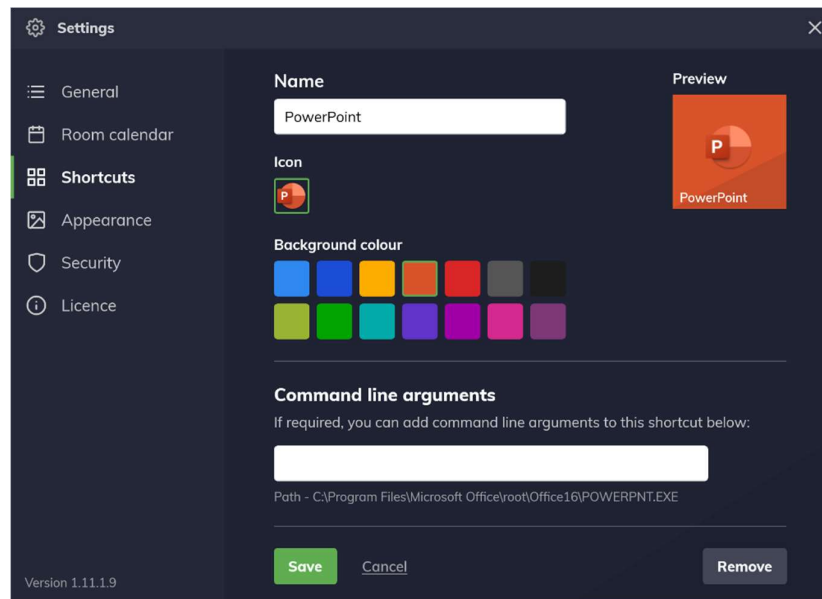 Settings
General
Room calendar
Shortcuts
Appearance
Security
Licence
Version 1.11.1.9
Name
PowerPoint
Icon
P
Background colour
Preview
P
PowerPoint
Command line arguments
If required, you can add command line arguments to this shortcut below:
Path - C:\Program Files\Microsoft Office\root\Office16\POWERPNT.EXE
Save
Cancel
Remove